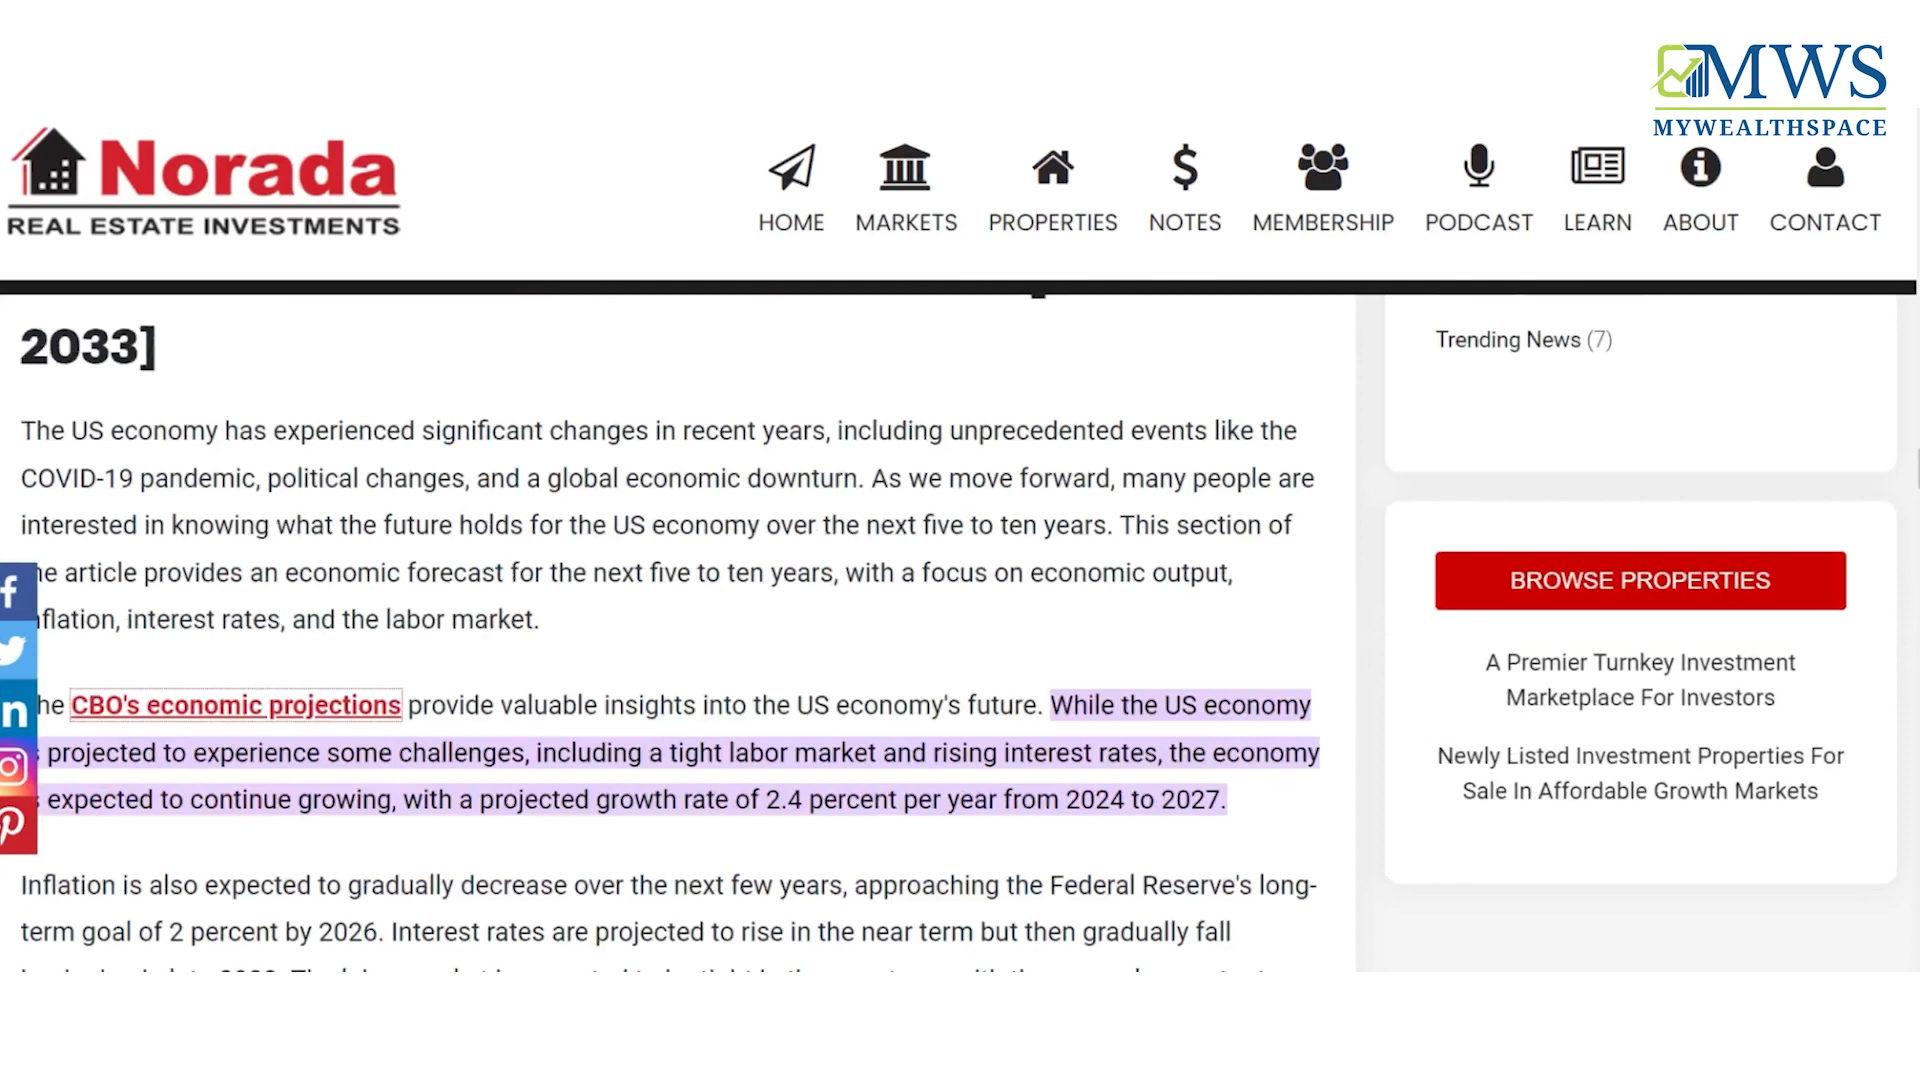 MWS
MYWEALTHSPACE
Norada
REAL ESTATE INVESTMENTS
HOME MARKETS PROPERTIES NOTES MEMBERSHIP PODCAST LEARN ABOUT CONTACT
2033]
The US economy has experienced significant changes in recent years, including unprecedented events like the
COVID-19 pandemic, political changes, and a global economic downturn. As we move forward, many people are
interested in knowing what the future holds for the US economy over the next five to ten years. This section of
he article provides an economic forecast for the next five to ten years, with a focus on economic output,
nflation, interest rates, and the labor market.
he CBO's economic projections provide valuable insights into the US economy's future. While the US economy
s projected to experience some challenges, including a tight labor market and rising interest rates, the economy
s expected to continue growing, with a projected growth rate of 2.4 percent per year from 2024 to 2027.
Inflation is also expected to gradually decrease over the next few years, approaching the Federal Reserve's long-
term goal of 2 percent by 2026. Interest rates are projected to rise in the near term but then gradually fall
Trending News (7)
BROWSE PROPERTIES
A Premier Turnkey Investment
Marketplace For Investors
Newly Listed Investment Properties For
Sale In Affordable Growth Markets